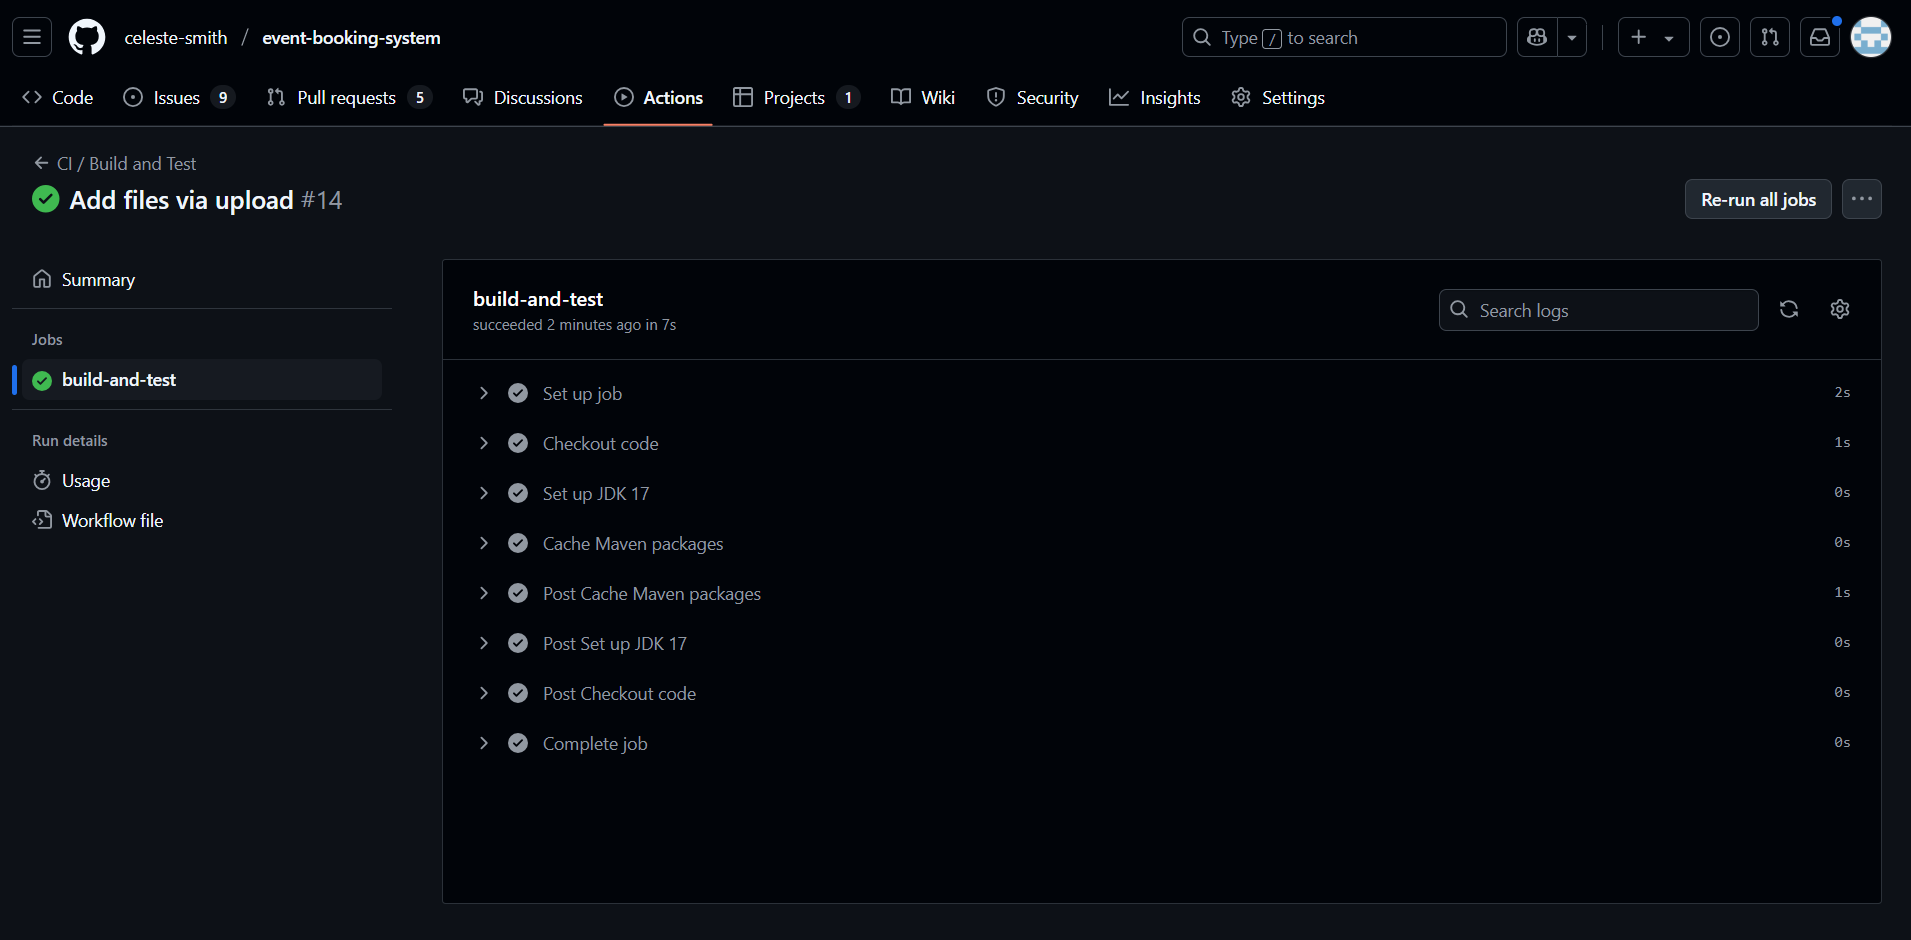 celeste-smith / event-booking-system
Type / to search
Code
Issues 9
Pull requests 5
Discussions
Actions
Projects 1
Wiki
Security
Insights
Settings
CI / Build and Test
Add files via upload #14
Re-run all jobs
Summary
Jobs
build-and-test
Run details
Usage
Workflow file
build-and-test
succeeded 2 minutes ago in 7s
Search logs
Set up job 2s
Checkout code 1s
Set up JDK 17 0s
Cache Maven packages 0s
Post Cache Maven packages 1s
Post Set up JDK 17 0s
Post Checkout code 0s
Complete job 0s